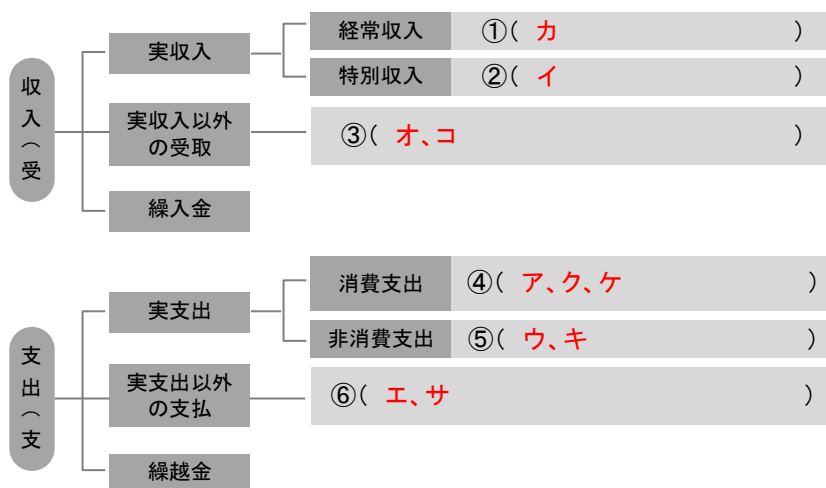 収入（受
実収入
経常収入 ①( カ )
特別収入 ②( イ )
実収入以外
の受取
③( オ、コ )
繰入金
支出（支
実支出
消費支出 ④( ア、ク、ケ )
非消費支出 ⑤( ウ、キ )
実支出以外
の支払
⑥( エ、サ )
繰越金